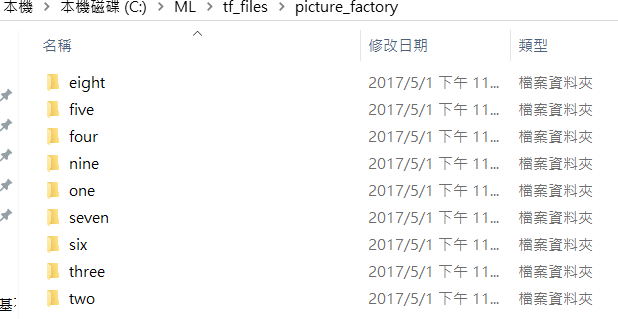 本機 > 本機磁碟 (C:) > ML > tf_files > picture_factory
名稱 修改日期 類型
eight 2017/5/1 下午 11... 檔案資料夾
five 2017/5/1 下午 11... 檔案資料夾
four 2017/5/1 下午 11... 檔案資料夾
nine 2017/5/1 下午 11... 檔案資料夾
one 2017/5/1 下午 11... 檔案資料夾
seven 2017/5/1 下午 11... 檔案資料夾
six 2017/5/1 下午 11... 檔案資料夾
three 2017/5/1 下午 11... 檔案資料夾
two 2017/5/1 下午 11... 檔案資料夾